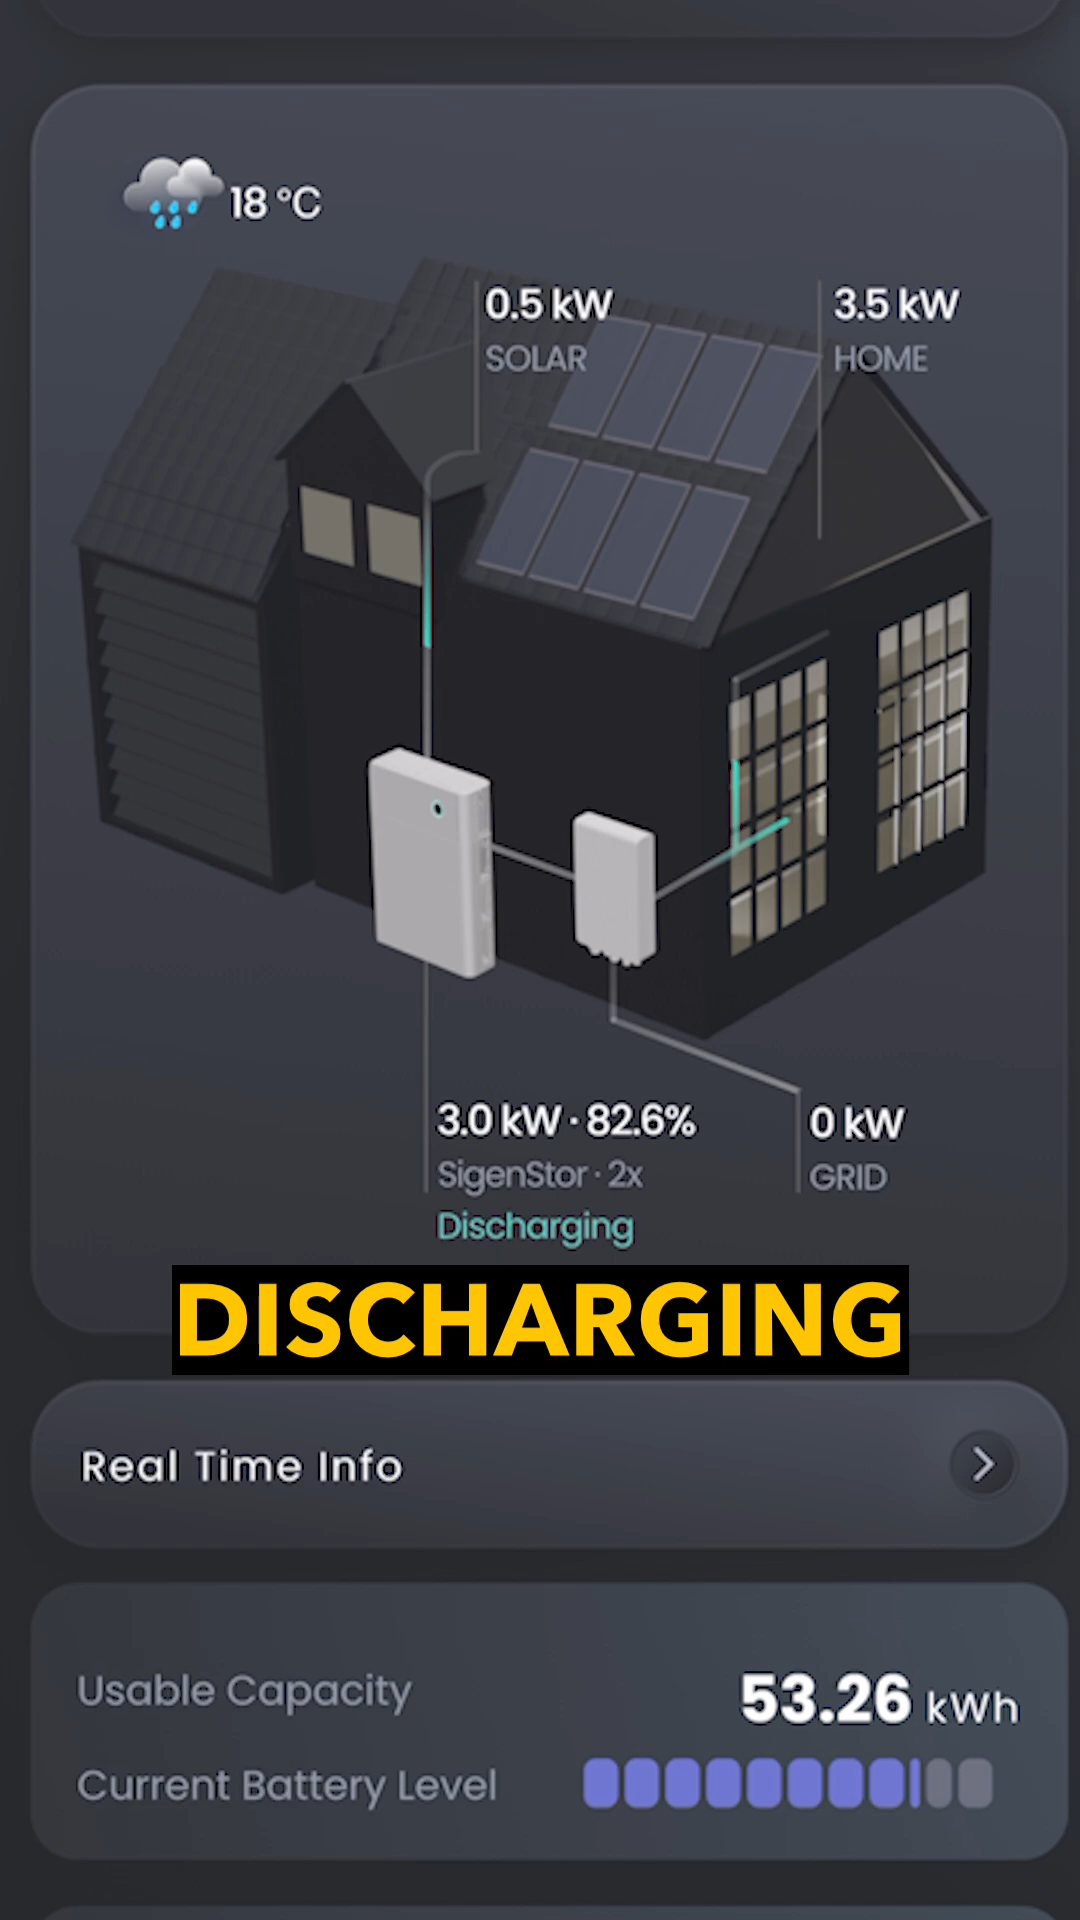 18 °C
0.5 kW
SOLAR
3.5 kW
HOME
3.0 kW · 82.6%
SigenStor · 2x
Discharging
0 kW
GRID
DISCHARGING
Real Time Info
Usable Capacity
53.26 kWh
Current Battery Level